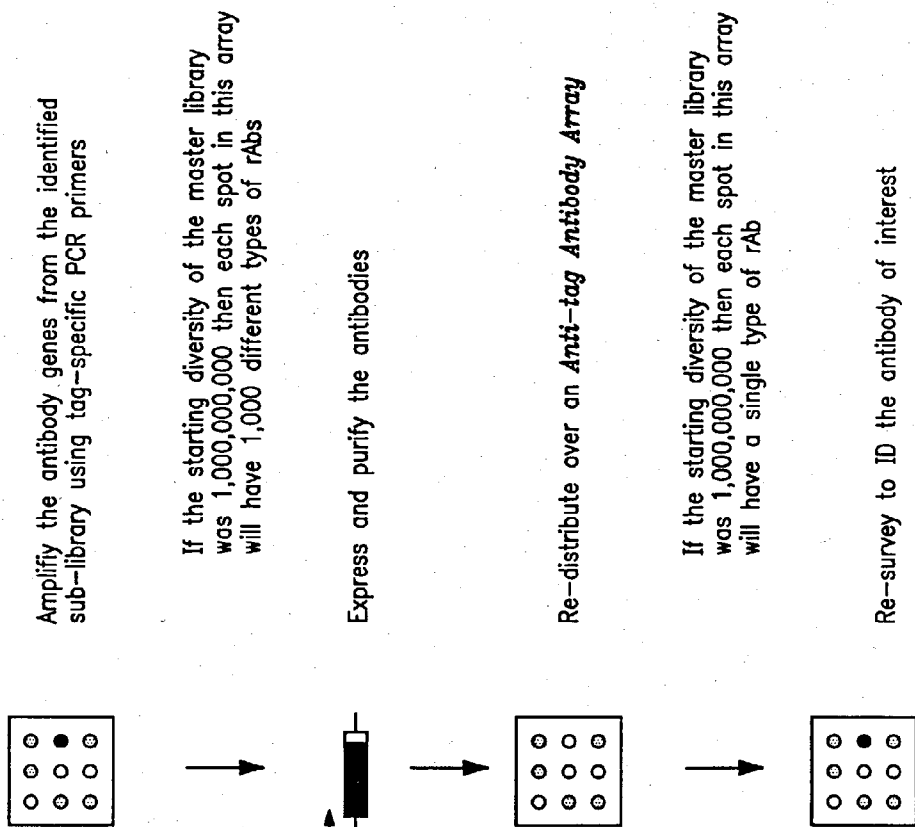 Amplifiy the antibody genes from the identified
sub-library using tag-specific PCR primers
If the starting diversity of the master library
was 1,000,000,000 then each spot in this array
will have 1,000 different types of rAbs
Express and purify the antibodies
Re-distribute over an Anti-tag Antibody Array
If the starting diversity of the master library
was 1,000,000,000 then each spot in this array
will have a single type of rAb
Re-survey to ID the antibody of interest